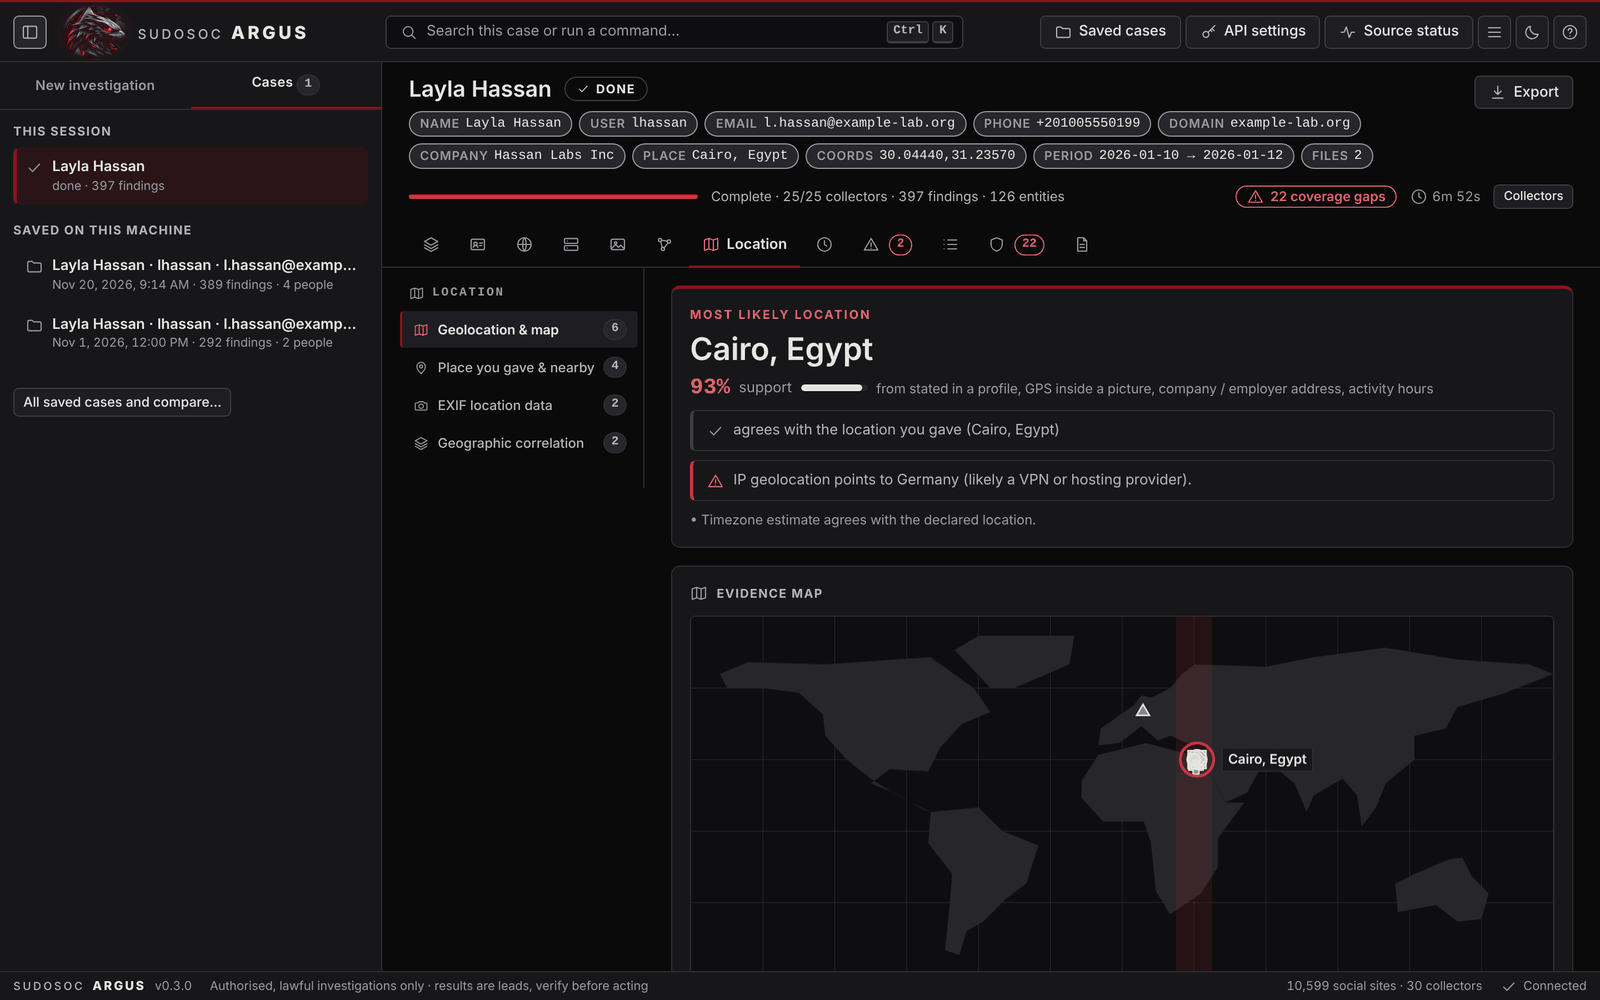 SUDOSOC ARGUS
Search this case or run a command...
Ctrl K
Saved cases
API settings
Source status
New investigation
Cases 1
THIS SESSION
Layla Hassan
done · 397 findings
SAVED ON THIS MACHINE
Layla Hassan · lhassan · l.hassan@examp...
Nov 20, 2026, 9:14 AM · 389 findings · 4 people
Layla Hassan · lhassan · l.hassan@examp...
Nov 1, 2026, 12:00 PM · 292 findings · 2 people
All saved cases and compare...
Layla Hassan
DONE
Export
NAME Layla Hassan
USER lhassan
EMAIL l.hassan@example-lab.org
PHONE +201005550199
DOMAIN example-lab.org
COMPANY Hassan Labs Inc
PLACE Cairo, Egypt
COORDS 30.04440,31.23570
PERIOD 2026-01-10 → 2026-01-12
FILES 2
Complete · 25/25 collectors · 397 findings · 126 entities
22 coverage gaps
6m 52s
Collectors
Location
2
22
LOCATION
Geolocation & map 6
Place you gave & nearby 4
EXIF location data 2
Geographic correlation 2
MOST LIKELY LOCATION
Cairo, Egypt
93% support from stated in a profile, GPS inside a picture, company / employer address, activity hours
agrees with the location you gave (Cairo, Egypt)
IP geolocation points to Germany (likely a VPN or hosting provider).
• Timezone estimate agrees with the declared location.
EVIDENCE MAP
Cairo, Egypt
SUDOSOC ARGUS v0.3.0 Authorised, lawful investigations only · results are leads, verify before acting
10,599 social sites · 30 collectors
Connected